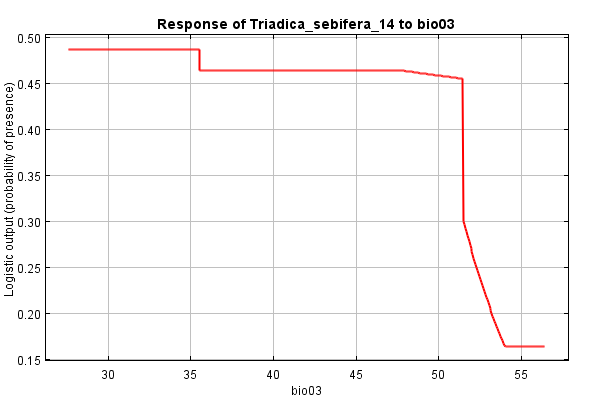 Response of Triadica_sebifera_14 to bio03
Logistic output (probability of presence)
0.50
0.45
0.40
0.35
0.30
0.25
0.20
0.15
30 35 40 45 50 55
bio03